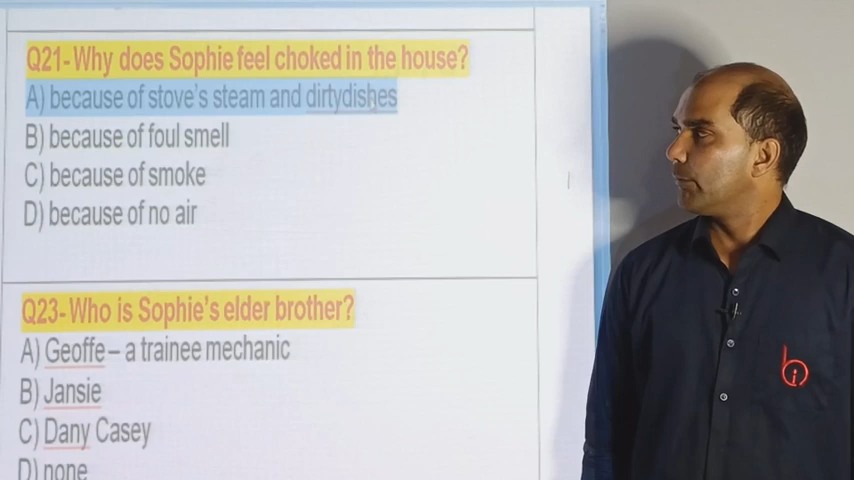 Q21- Why does Sophie feel choked in the house?
A) because of stove's steam and dirtydishes
B) because of foul smell
C) because of smoke
D) because of no air
Q23- Who is Sophie's elder brother?
A) Geoffe – a trainee mechanic
B) Jansie
C) Dany Casey
D) none